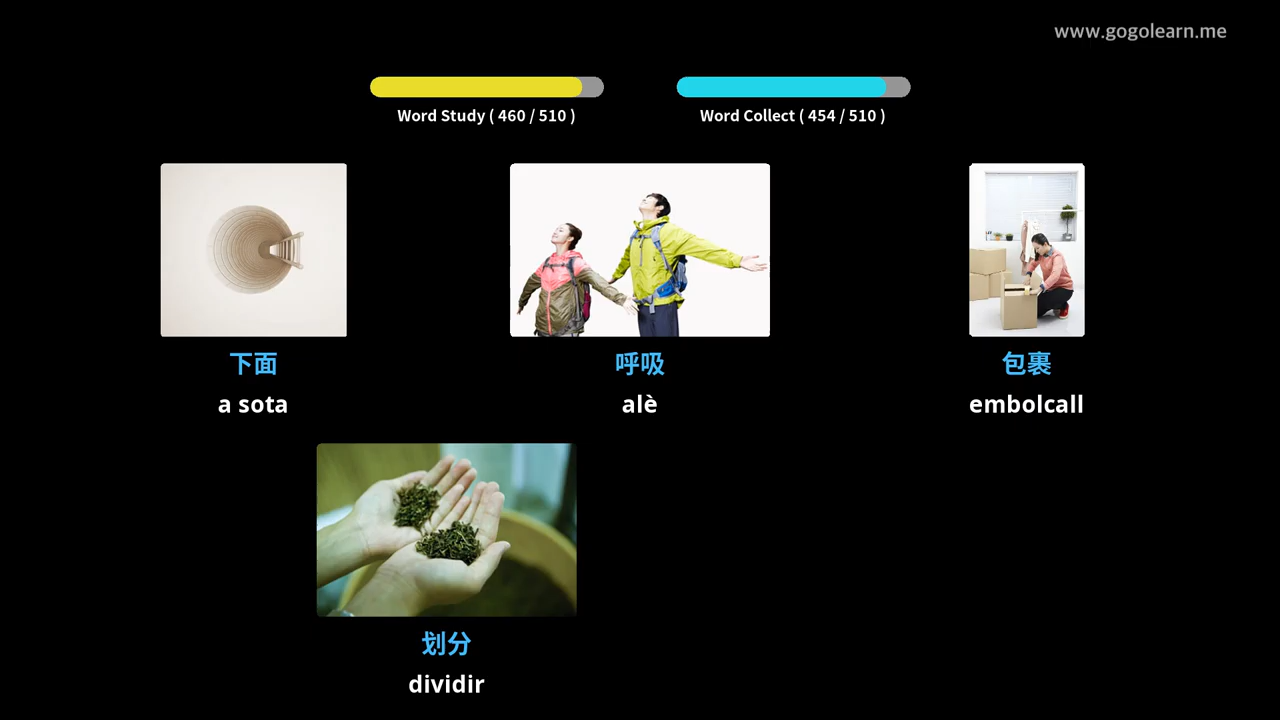 www.gogolearn.me
Word Study ( 460 / 510 )
Word Collect ( 454 / 510 )
下面
呼吸
包裹
a sota
alè
embolcall
划分
dividir